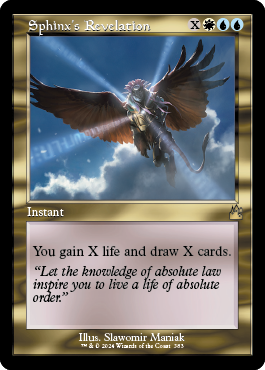 Sphinx's Revelation X
Instant
You gain X life and draw X cards.
“Let the knowledge of absolute law
inspire you to live a life of absolute
order.”
Illus. Slawomir Maniak
™ & © 2024 Wizards of the Coast 383